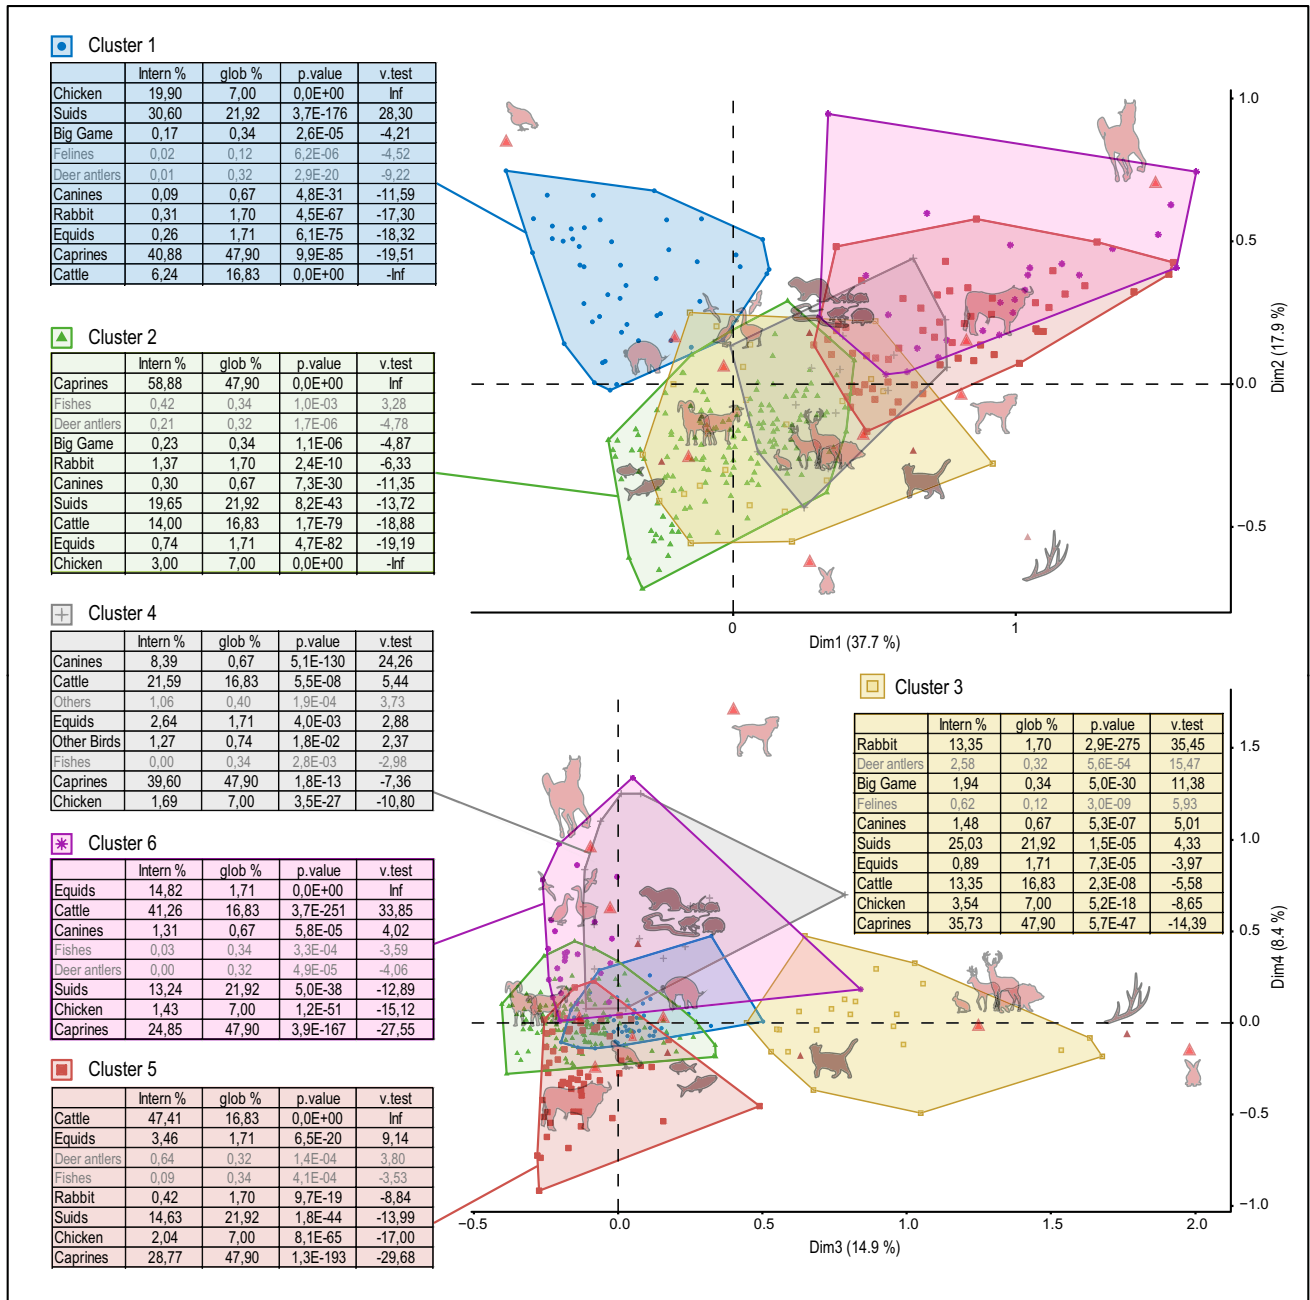 Cluster 1
Intern % glob % p.value v.test
Chicken 19,90 7,00 0,0E+00 Inf
Suids 30,60 21,92 3,7E-176 28,30
Big Game 0,17 0,34 2,6E-05 -4,21
Felines 0,02 0,12 6,2E-06 -4,52
Deer antlers 0,01 0,32 2,9E-20 -9,22
Canines 0,09 0,67 4,8E-31 -11,59
Rabbit 0,31 1,70 4,5E-67 -17,30
Equids 0,26 1,71 6,1E-75 -18,32
Caprines 40,88 47,90 9,9E-85 -19,51
Cattle 6,24 16,83 0,0E+00 -Inf
Cluster 2
Intern % glob % p.value v.test
Caprines 58,88 47,90 0,0E+00 Inf
Fishes 0,42 0,34 1,0E-03 3,28
Deer antlers 0,21 0,32 1,7E-06 -4,78
Big Game 0,23 0,34 1,1E-06 -4,87
Rabbit 1,37 1,70 2,4E-10 -6,33
Canines 0,30 0,67 7,3E-30 -11,35
Suids 19,65 21,92 8,2E-43 -13,72
Cattle 14,00 16,83 1,7E-79 -18,88
Equids 0,74 1,71 4,7E-82 -19,19
Chicken 3,00 7,00 0,0E+00 -Inf
1.0
0.5
0.0
−0.5
Dim2 (17.9 %)
0 1
Dim1 (37.7 %)
Cluster 4
Intern % glob % p.value v.test
Canines 8,39 0,67 5,1E-130 24,26
Cattle 21,59 16,83 5,5E-08 5,44
Others 1,06 0,40 1,9E-04 3,73
Equids 2,64 1,71 4,0E-03 2,88
Other Birds 1,27 0,74 1,8E-02 2,37
Fishes 0,00 0,34 2,8E-03 -2,98
Caprines 39,60 47,90 1,8E-13 -7,36
Chicken 1,69 7,00 3,5E-27 -10,80
Cluster 3
Intern % glob % p.value v.test
Rabbit 13,35 1,70 2,9E-275 35,45
Deer antlers 2,58 0,32 5,6E-54 15,47
Big Game 1,94 0,34 5,0E-30 11,38
Felines 0,62 0,12 3,0E-09 5,93
Canines 1,48 0,67 5,3E-07 5,01
Suids 25,03 21,92 1,5E-05 4,33
Equids 0,89 1,71 7,3E-05 -3,97
Cattle 13,35 16,83 2,3E-08 -5,58
Chicken 3,54 7,00 5,2E-18 -8,65
Caprines 35,73 47,90 5,7E-47 -14,39
Cluster 6
Intern % glob % p.value v.test
Equids 14,82 1,71 0,0E+00 Inf
Cattle 41,26 16,83 3,7E-251 33,85
Canines 1,31 0,67 5,8E-05 4,02
Fishes 0,03 0,34 3,3E-04 -3,59
Deer antlers 0,00 0,32 4,9E-05 -4,06
Suids 13,24 21,92 5,0E-38 -12,89
Chicken 1,43 7,00 1,2E-51 -15,12
Caprines 24,85 47,90 3,9E-167 -27,55
Cluster 5
Intern % glob % p.value v.test
Cattle 47,41 16,83 0,0E+00 Inf
Equids 3,46 1,71 6,5E-20 9,14
Deer antlers 0,64 0,32 1,4E-04 3,80
Fishes 0,09 0,34 4,1E-04 -3,53
Rabbit 0,42 1,70 9,7E-19 -8,84
Suids 14,63 21,92 1,8E-44 -13,99
Chicken 2,04 7,00 8,1E-65 -17,00
Caprines 28,77 47,90 1,3E-193 -29,68
1.5
1.0
0.5
0.0
−0.5
−1.0
Dim4 (8.4 %)
−0.5 0.0 0.5 1.0 1.5 2.0
Dim3 (14.9 %)